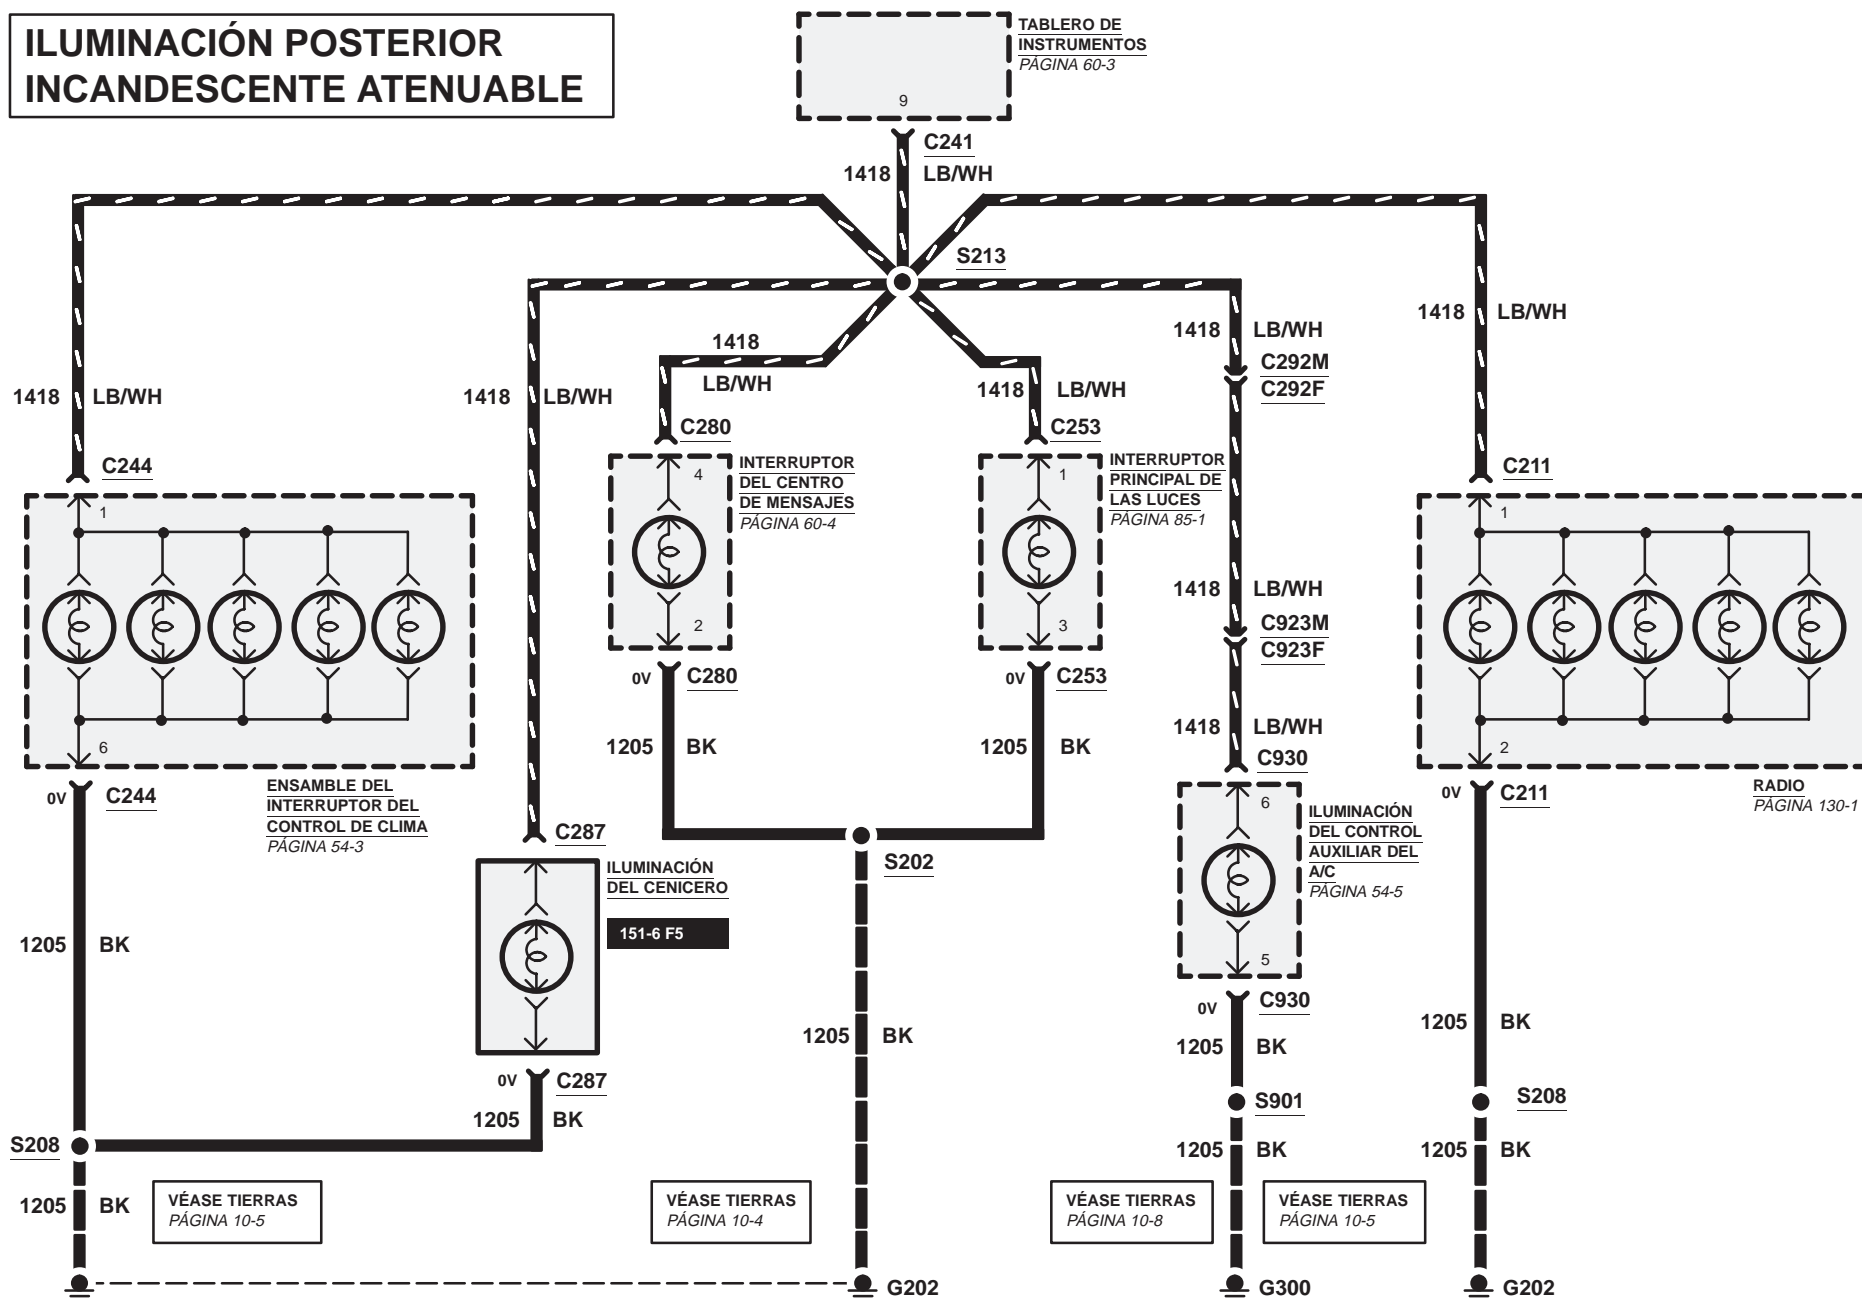 ILUMINACIÓN POSTERIOR
INCANDESCENTE ATENUABLE
TABLERO DE
INSTRUMENTOS
PÁGINA 60-3
9
C241
1418 LB/WH
S213
1418 LB/WH
1418 LB/WH
1418
LB/WH
1418 LB/WH
1418 LB/WH
C292M
C292F
1418 LB/WH
C244
1
6
0V C244
ENSAMBLE DEL
INTERRUPTOR DEL
CONTROL DE CLIMA
PÁGINA 54-3
1205 BK
S208
1205 BK
VÉASE TIERRAS
PÁGINA 10-5
C287
ILUMINACIÓN
DEL CENICERO
151-6 F5
0V C287
1205 BK
C280
4
INTERRUPTOR
DEL CENTRO
DE MENSAJES
PÁGINA 60-4
2
0V C280
1205 BK
C253
1
INTERRUPTOR
PRINCIPAL DE
LAS LUCES
PÁGINA 85-1
3
0V C253
1205 BK
S202
1205 BK
VÉASE TIERRAS
PÁGINA 10-4
G202
1418 LB/WH
C923M
C923F
1418 LB/WH
C930
6
ILUMINACIÓN
DEL CONTROL
AUXILIAR DEL
A/C
PÁGINA 54-5
5
0V C930
1205 BK
S901
1205 BK
VÉASE TIERRAS
PÁGINA 10-8
G300
C211
1
2
0V C211
RADIO
PÁGINA 130-1
1205 BK
S208
1205 BK
VÉASE TIERRAS
PÁGINA 10-5
G202